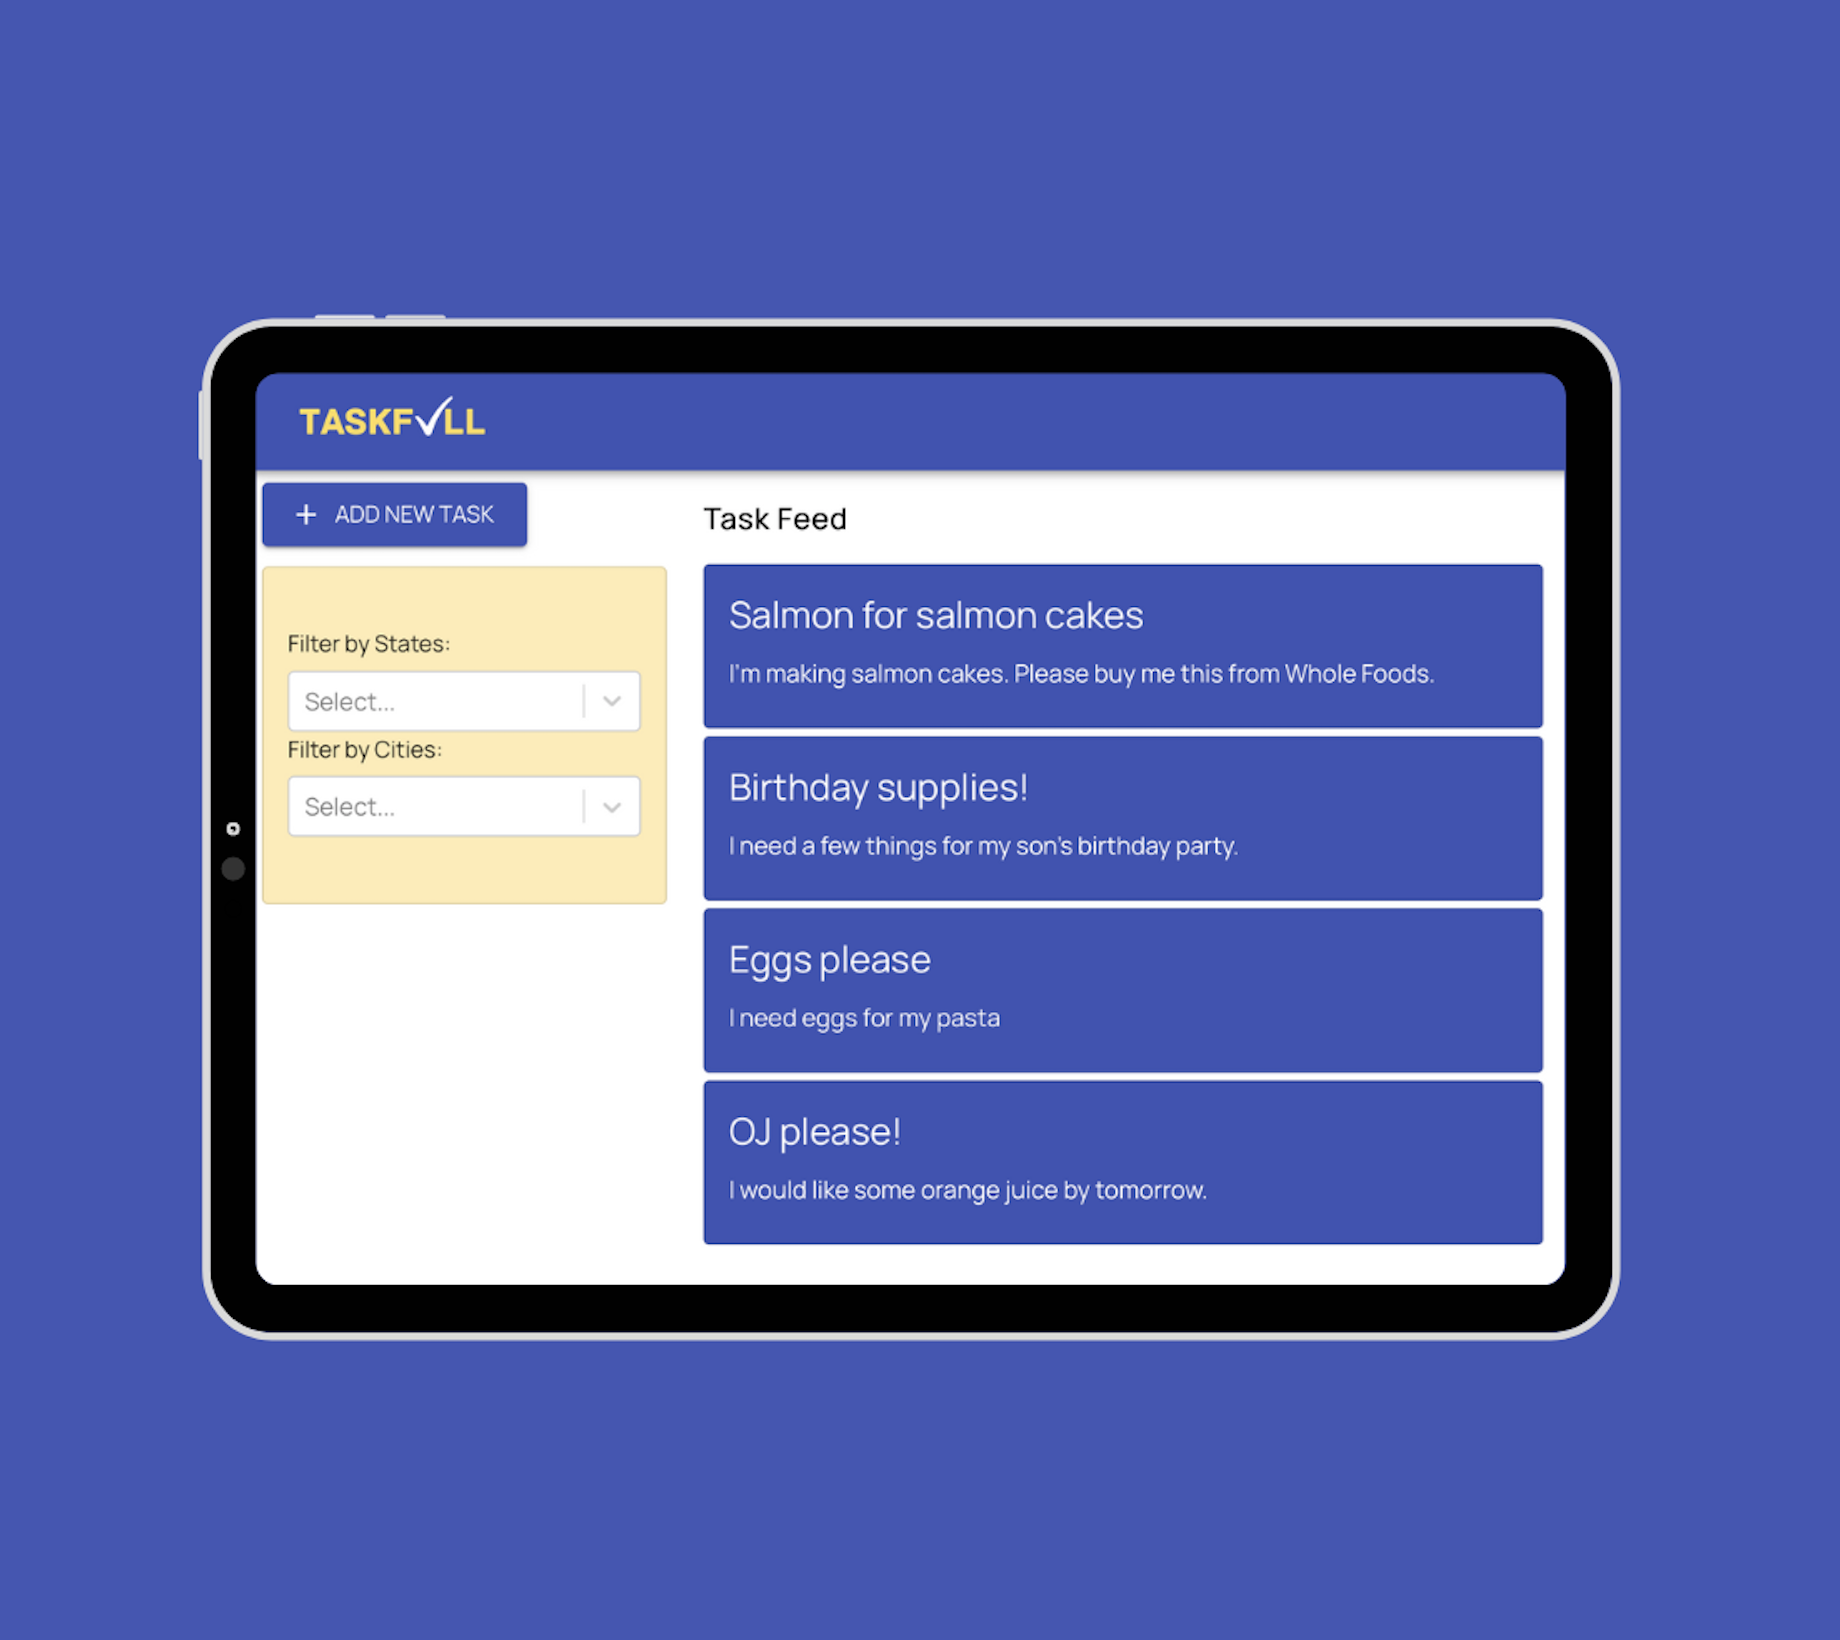 TASKF✓LL
+ ADD NEW TASK
Filter by States:
Select...
Filter by Cities:
Select...
Task Feed
Salmon for salmon cakes
I'm making salmon cakes. Please buy me this from Whole Foods.
Birthday supplies!
I need a few things for my son's birthday party.
Eggs please
I need eggs for my pasta
OJ please!
I would like some orange juice by tomorrow.